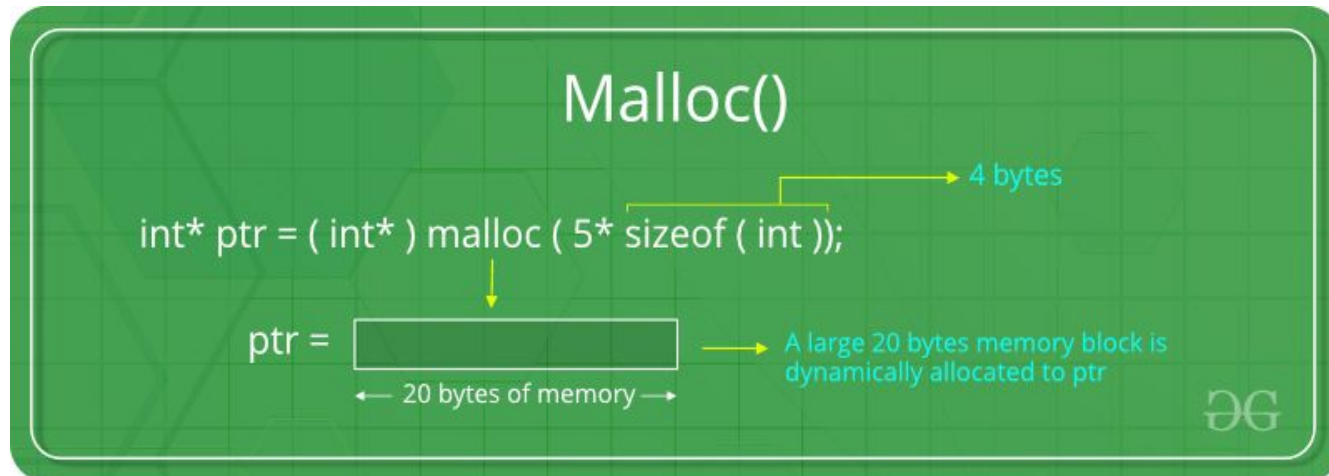 Malloc()
4 bytes
int* ptr = ( int* ) malloc ( 5* sizeof ( int ));
ptr =
A large 20 bytes memory block is
dynamically allocated to ptr
20 bytes of memory